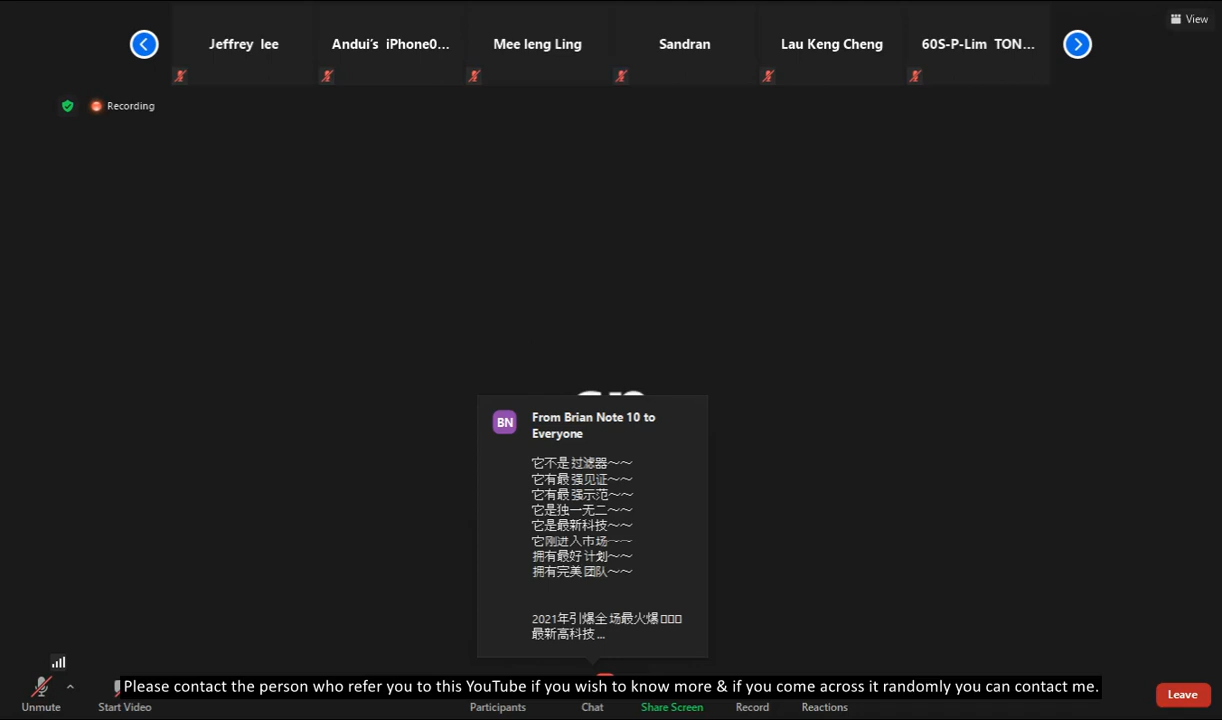 View
Jeffrey lee
Andui's iPhone0...
Mee leng Ling
Sandran
Lau Keng Cheng
60S-P-Lim TON...
Recording
BN
From Brian Note 10 to
Everyone
它不是过滤器～～
它有最强见证～～
它有最强示范～～
它是独一无二～～
它是最新科技～～
它刚进入市场～～
拥有最好计划～～
拥有完美团队～～
2021年引爆全场最火爆▯▯▯
最新高科技...
Please contact the person who refer you to this YouTube if you wish to know more & if you come across it randomly you can contact me.
Unmute
Start Video
Participants
Chat
Share Screen
Record
Reactions
Leave